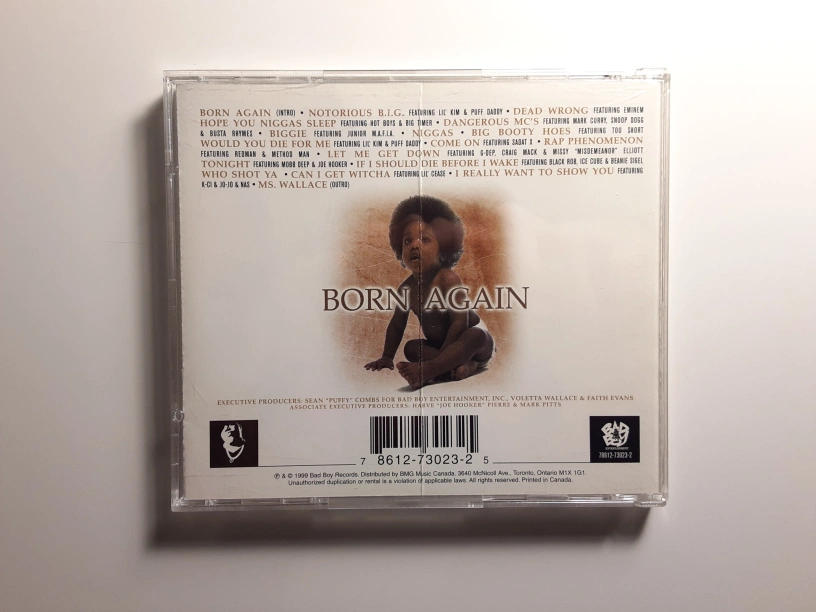 BORN AGAIN (INTRO) • NOTORIOUS B.I.G. FEATURING LIL' KIM & PUFF DADDY • DEAD WRONG FEATURING EMINEM
HOPE YOU NIGGAS SLEEP FEATURING HOT BOYS & BIG TIMER • DANGEROUS MC'S FEATURING MARK CURRY, SNOOP DOGG
& BUSTA RHYMES • BIGGIE FEATURING JUNIOR M.A.F.I.A. • NIGGAS • BIG BOOTY HOES FEATURING TOO SHORT
WOULD YOU DIE FOR ME FEATURING LIL' KIM & PUFF DADDY • COME ON FEATURING SADAT X • RAP PHENOMENON
FEATURING REDMAN & METHOD MAN • LET ME GET DOWN FEATURING G-DEP, CRAIG MACK & MISSY "MISDEMEANOR" ELLIOTT
TONIGHT FEATURING MOBB DEEP & JOE HOOKER • IF I SHOULD DIE BEFORE I WAKE FEATURING BLACK ROB, ICE CUBE & BEANIE SIGEL
WHO SHOT YA • CAN I GET WITCHA FEATURING LIL' CEASE • I REALLY WANT TO SHOW YOU FEATURING
K-CI & JO-JO & NAS • MS. WALLACE (OUTRO)
BORN AGAIN
EXECUTIVE PRODUCERS: SEAN "PUFFY" COMBS FOR BAD BOY ENTERTAINMENT, INC., VOLETTA WALLACE & FAITH EVANS
ASSOCIATE EXECUTIVE PRODUCERS: HARVE "JOE HOOKER" PIERRE & MARK PITTS
BAD BOY
ENTERTAINMENT
78612-73023-2
7 8612-73023-2 5
℗ & © 1999 Bad Boy Records. Distributed by BMG Music Canada, 3640 McNicoll Ave., Toronto, Ontario M1X 1G1.
Unauthorized duplication or rental is a violation of applicable laws. All rights reserved. Printed in Canada.